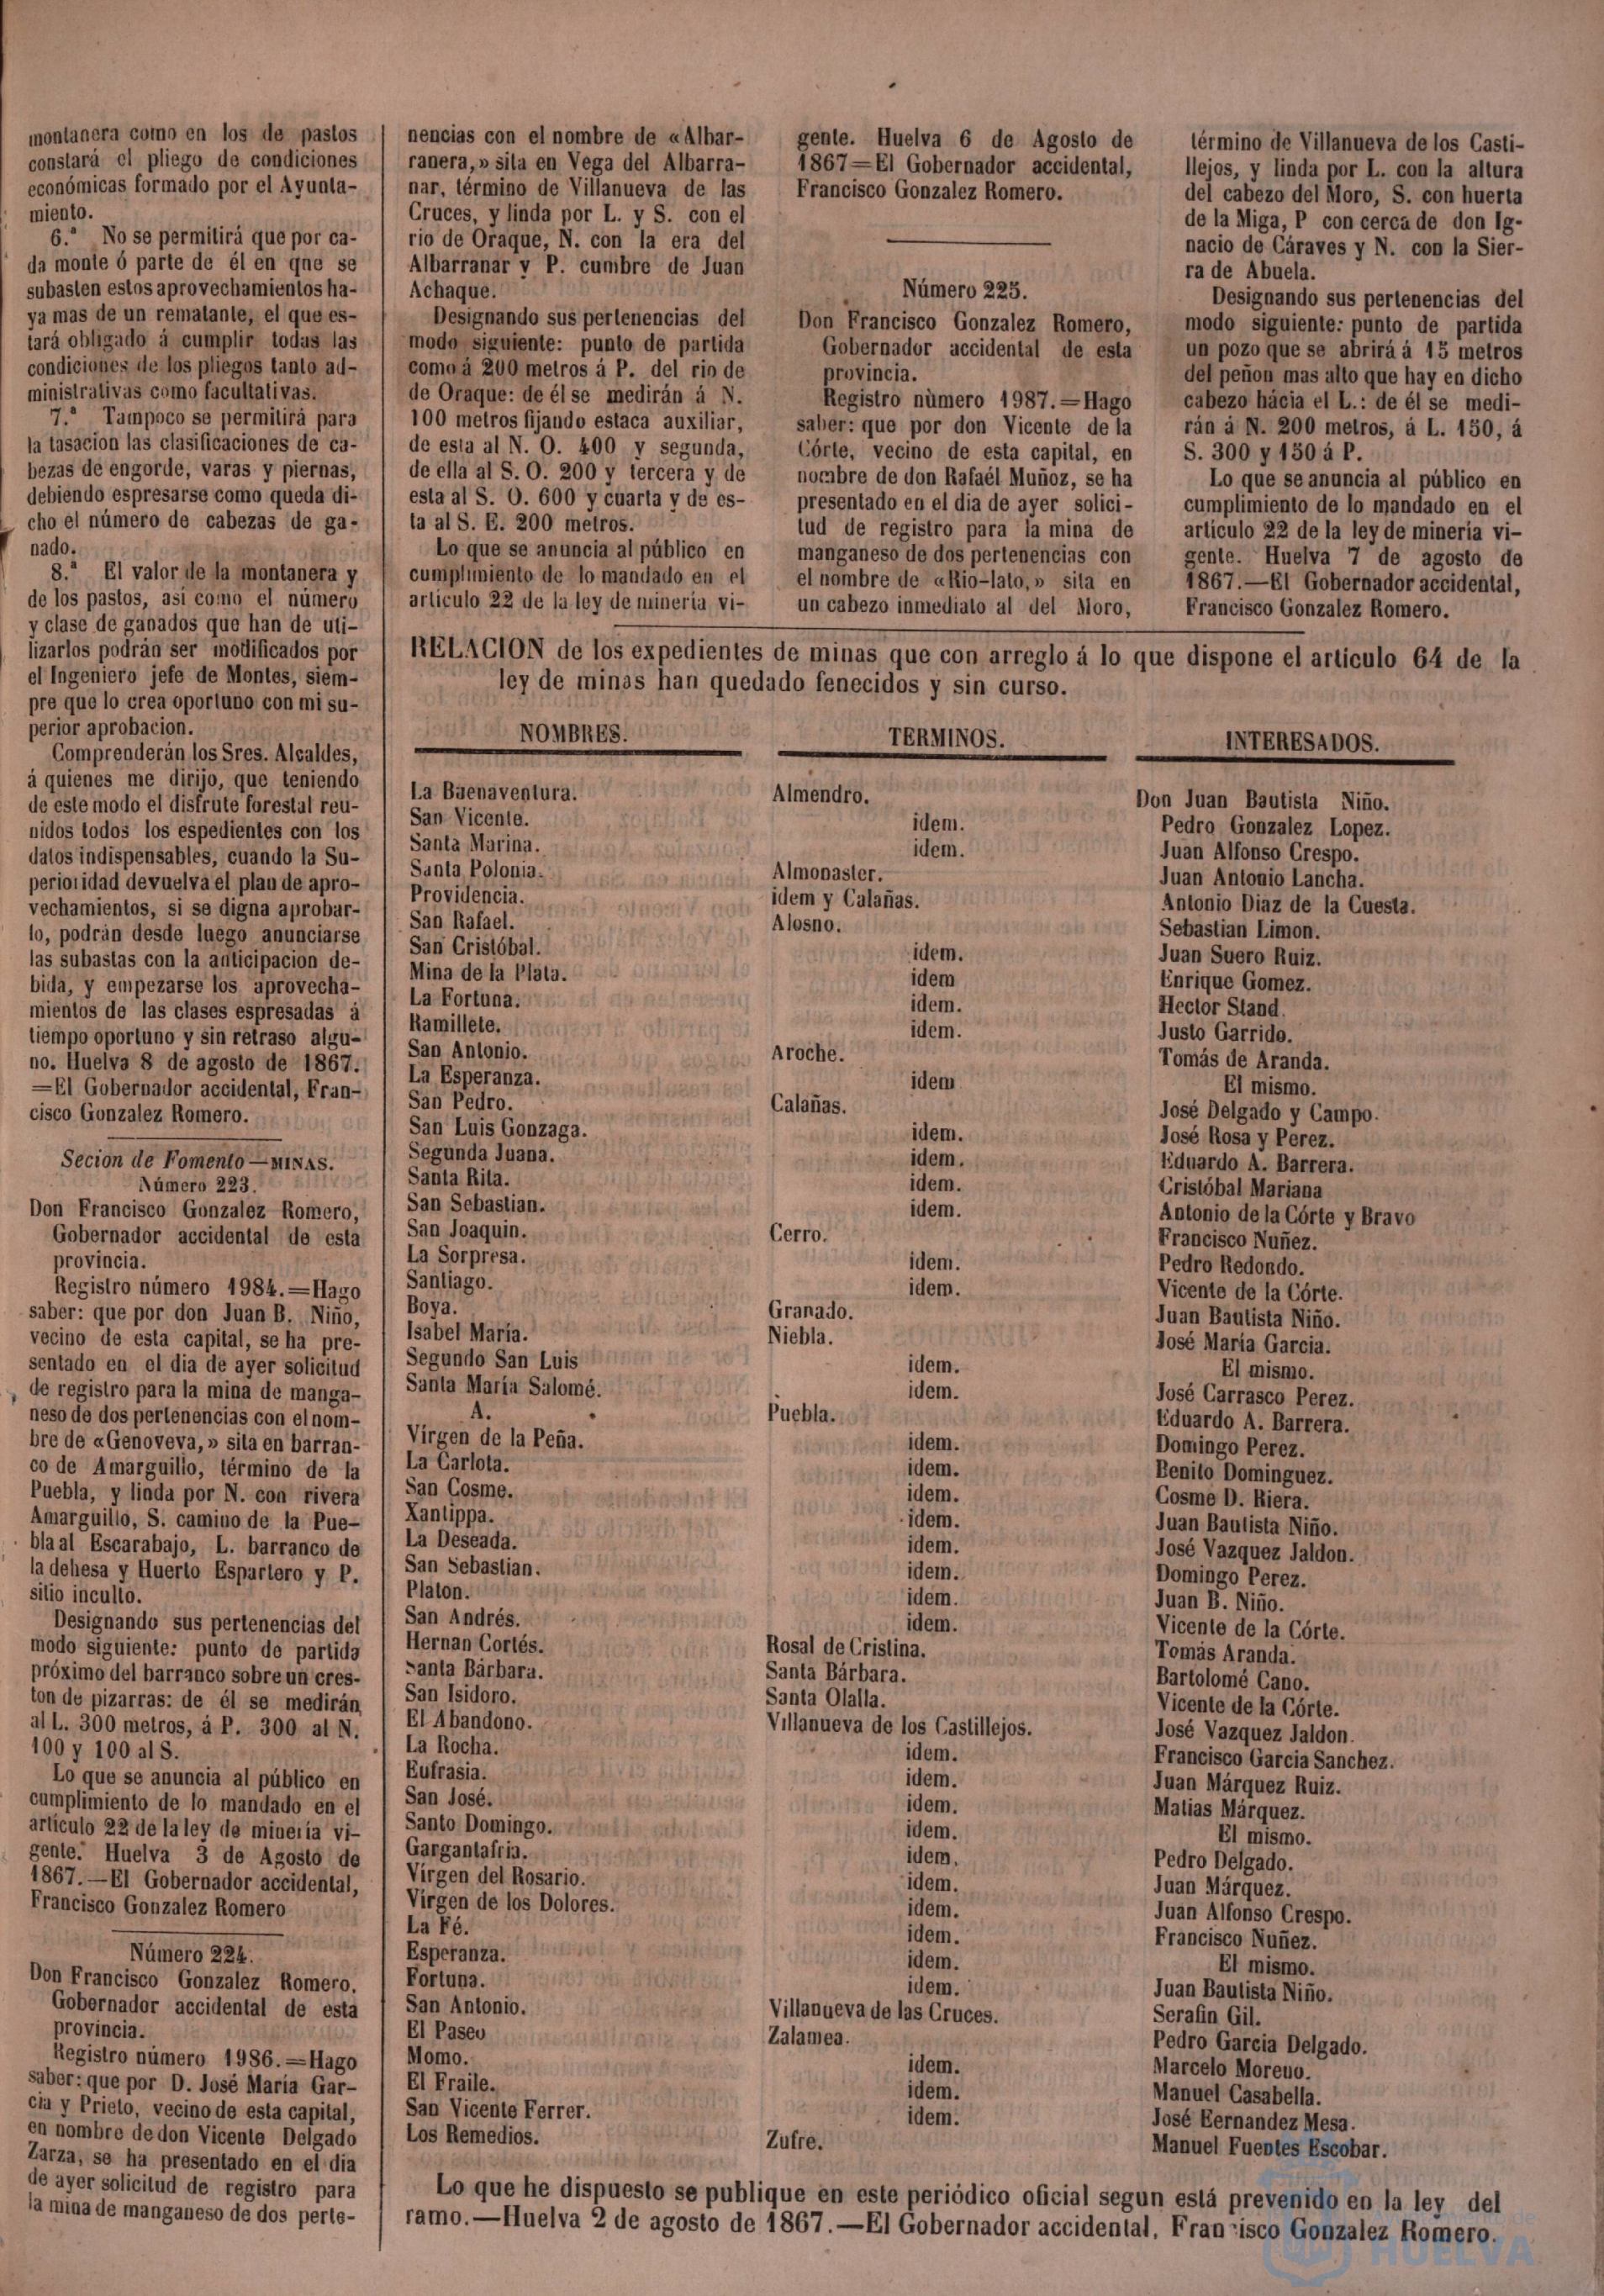 montanera como en los de pastos
constará el pliego de condiciones
económicas formado por el Ayunta-
miento.
6.ª No se permitirá que por ca-
da monte ó parte de él en qne se
subasten estos aprovechamientos ha-
ya mas de un rematante, el que es-
tará obligado á cumplir todas las
condiciones de los pliegos tanto ad-
ministrativas como facultativas.
7.ª Tampoco se permitirá para
la tasacion las clasificaciones de ca-
bezas de engorde, varas y piernas,
debiendo espresarse como queda di-
cho el número de cabezas de ga-
nado.
8.ª El valor de la montanera y
de los pastos, asi como el número
y clase de ganados que han de uti-
lizarlos podrán ser modificados por
el Ingeniero jefe de Montes, siem-
pre que lo crea oportuno con mi su-
perior aprobacion.
Comprenderán los Sres. Alcaldes,
á quienes me dirijo, que teniendo
de este modo el disfrute forestal reu-
nidos todos los espedientes con los
datos indispensables, cuando la Su-
perioridad devuelva el plan de apro-
vechamientos, si se digna aprobar-
lo, podrán desde luego anunciarse
las subastas con la anticipacion de-
bida, y empezarse los aprovecha-
mientos de las clases espresadas á
tiempo oportuno y sin retraso algu-
no. Huelva 8 de agosto de 1867.
=El Gobernador accidental, Fran-
cisco Gonzalez Romero.
Secion de Fomento—MINAS.
Número 223.
Don Francisco Gonzalez Romero,
Gobernador accidental de esta
provincia.
Registro número 1984.=Hago
saber: que por don Juan B. Niño,
vecino de esta capital, se ha pre-
sentado en el dia de ayer solicitud
de registro para la mina de manga-
neso de dos pertenencias con el nom-
bre de «Genoveva,» sita en barran-
co de Amarguillo, término de la
Puebla, y linda por N. con rivera
Amarguillo, S. camino de la Pue-
bla al Escarabajo, L. barranco de
la dehesa y Huerto Espartero y P.
sitio inculto.
Designando sus pertenencias del
modo siguiente: punto de partida
próximo del barranco sobre un cres-
ton de pizarras: de él se medirán
al L. 300 metros, á P. 300 al N.
100 y 100 al S.
Lo que se anuncia al público en
cumplimiento de lo mandado en el
artículo 22 de la ley de minería vi-
gente. Huelva 3 de Agosto de
1867.—El Gobernador accidental,
Francisco Gonzalez Romero
Número 224.
Don Francisco Gonzalez Romero,
Gobernador accidental de esta
provincia.
Registro número 1986.=Hago
saber: que por D. José María Gar-
cia y Prieto, vecino de esta capital,
en nombre de don Vicente Delgado
Zarza, se ha presentado en el dia
de ayer solicitud de registro para
la mina de manganeso de dos perte-
nencias con el nombre de «Albar-
ranera,» sita en Vega del Albarra-
nar, término de Villanueva de las
Cruces, y linda por L. y S. con el
rio de Oraque, N. con la era del
Albarranar y P. cumbre de Juan
Achaque.
Designando sus pertenencias del
modo siguiente: punto de partida
como á 200 metros á P. del rio de
de Oraque: de él se medirán á N.
100 metros fijando estaca auxiliar,
de esta al N. O. 400 y segunda,
de ella al S. O. 200 y tercera y de
esta al S. O. 600 y cuarta y de es-
ta al S. E. 200 metros.
Lo que se anuncia al público en
cumplimiento de lo mandado en el
artículo 22 de la ley de minería vi-
gente. Huelva 6 de Agosto de
1867=El Gobernador accidental,
Francisco Gonzalez Romero.
Número 225.
Don Francisco Gonzalez Romero,
Gobernador accidental de esta
provincia.
Registro número 1987.=Hago
saber: que por don Vicente de la
Córte, vecino de esta capital, en
nombre de don Rafaél Muñoz, se ha
presentado en el dia de ayer solici-
tud de registro para la mina de
manganeso de dos pertenencias con
el nombre de «Rio-lato,» sita en
un cabezo inmediato al del Moro,
término de Villanueva de los Casti-
llejos, y linda por L. con la altura
del cabezo del Moro, S. con huerta
de la Miga, P con cerca de don Ig-
nacio de Cáraves y N. con la Sier-
ra de Abuela.
Designando sus pertenencias del
modo siguiente: punto de partida
un pozo que se abrirá á 15 metros
del peñon mas alto que hay en dicho
cabezo hácia el L.: de él se medi-
rán á N. 200 metros, á L. 150, á
S. 300 y 150 á P.
Lo que se anuncia al público en
cumplimiento de lo mandado en el
artículo 22 de la ley de minería vi-
gente. Huelva 7 de agosto de
1867.—El Gobernador accidental,
Francisco Gonzalez Romero.
RELACION de los expedientes de minas que con arreglo á lo que dispone el artículo 64 de la
ley de minas han quedado fenecidos y sin curso.
NOMBRES. TERMINOS. INTERESADOS.
La Buenaventura. Almendro. Don Juan Bautista Niño.
San Vicente. idem. Pedro Gonzalez Lopez.
Santa Marina. idem. Juan Alfonso Crespo.
Santa Polonia. Almonaster. Juan Antonio Lancha.
Providencia. idem y Calañas. Antonio Diaz de la Cuesta.
San Rafael. Alosno. Sebastian Limon.
San Cristóbal. idem. Juan Suero Ruiz.
Mina de la Plata. idem Enrique Gomez.
La Fortuna. idem. Hector Stand.
Ramillete. idem. Justo Garrido.
San Antonio. Aroche. Tomás de Aranda.
La Esperanza. idem El mismo.
San Pedro. Calañas. José Delgado y Campo.
San Luis Gonzaga. idem. José Rosa y Perez.
Segunda Juana. idem. Eduardo A. Barrera.
Santa Rita. idem. Cristóbal Mariana
San Sebastian. idem. Antonio de la Córte y Bravo
San Joaquin. Cerro. Francisco Nuñez.
La Sorpresa. idem. Pedro Redondo.
Santiago. idem. Vicente de la Córte.
Boya. Granado. Juan Bautista Niño.
Isabel María. Niebla. José María Garcia.
Segundo San Luis idem. El mismo.
Santa María Salomé. idem. José Carrasco Perez.
A. Puebla. Eduardo A. Barrera.
Vírgen de la Peña. idem. Domingo Perez.
La Carlota. idem. Benito Dominguez.
San Cosme. idem. Cosme D. Riera.
Xantippa. idem. Juan Bautista Niño.
La Deseada. idem. José Vazquez Jaldon.
San Sebastian. idem. Domingo Perez.
Platon. idem. Juan B. Niño.
San Andrés. idem. Vicente de la Córte.
Hernan Cortés. Rosal de Cristina. Tomás Aranda.
Santa Bárbara. Santa Bárbara. Bartolomé Cano.
San Isidoro. Santa Olalla. Vicente de la Córte.
El Abandono. Villanueva de los Castillejos. José Vazquez Jaldon.
La Rocha. idem. Francisco Garcia Sanchez.
Eufrasia. idem. Juan Márquez Ruiz.
San José. idem. Matias Márquez.
Santo Domingo. idem. El mismo.
Gargantafria. idem. Pedro Delgado.
Vírgen del Rosario. idem. Juan Márquez.
Vírgen de los Dolores. idem. Juan Alfonso Crespo.
La Fé. idem. Francisco Nuñez.
Esperanza. idem. El mismo.
Fortuna. idem. Juan Bautista Niño.
San Antonio. Villanueva de las Cruces. Serafin Gil.
El Paseo Zalamea. Pedro Garcia Delgado.
Momo. idem. Marcelo Moreno.
El Fraile. idem. Manuel Casabella.
San Vicente Ferrer. idem. José Eernandez Mesa.
Los Remedios. Zufre. Manuel Fuentes Escobar.
Lo que he dispuesto se publique en este periódico oficial segun está prevenido en la ley del
ramo.—Huelva 2 de agosto de 1867.—El Gobernador accidental, Francisco Gonzalez Romero.
HUELVA